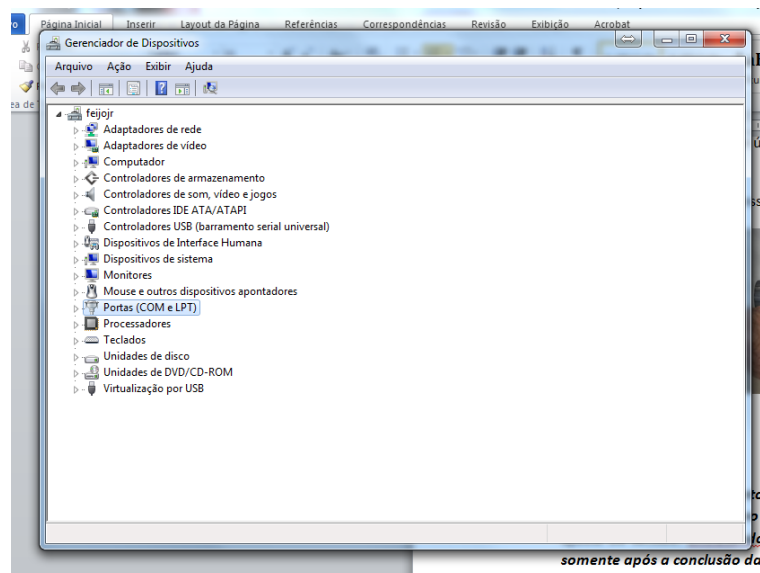 Página Inicial Inserir Layout da Página Referências Correspondências Revisão Exibição Acrobat
Gerenciador de Dispositivos
Arquivo Ação Exibir Ajuda
feijojr
Adaptadores de rede
Adaptadores de vídeo
Computador
Controladores de armazenamento
Controladores de som, vídeo e jogos
Controladores IDE ATA/ATAPI
Controladores USB (barramento serial universal)
Dispositivos de Interface Humana
Dispositivos de sistema
Monitores
Mouse e outros dispositivos apontadores
Portas (COM e LPT)
Processadores
Teclados
Unidades de disco
Unidades de DVD/CD-ROM
Virtualização por USB
somente após a conclusão da